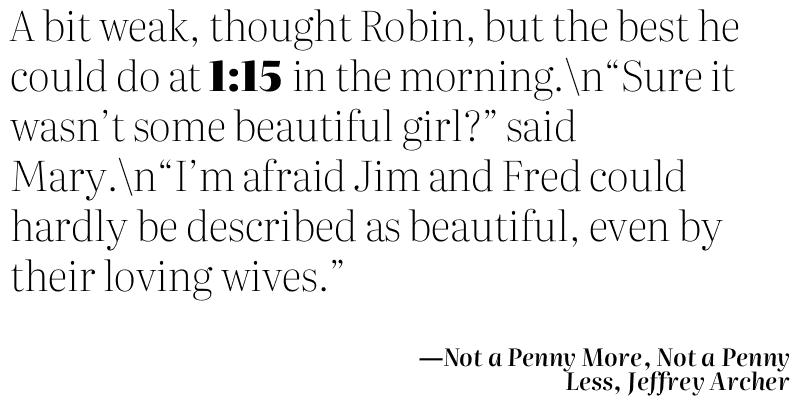 A bit weak, thought Robin, but the best he
could do at 1:15 in the morning.\n“Sure it
wasn’t some beautiful girl?” said
Mary.\n“I’m afraid Jim and Fred could
hardly be described as beautiful, even by
their loving wives.”
—Not a Penny More, Not a Penny
Less, Jeffrey Archer